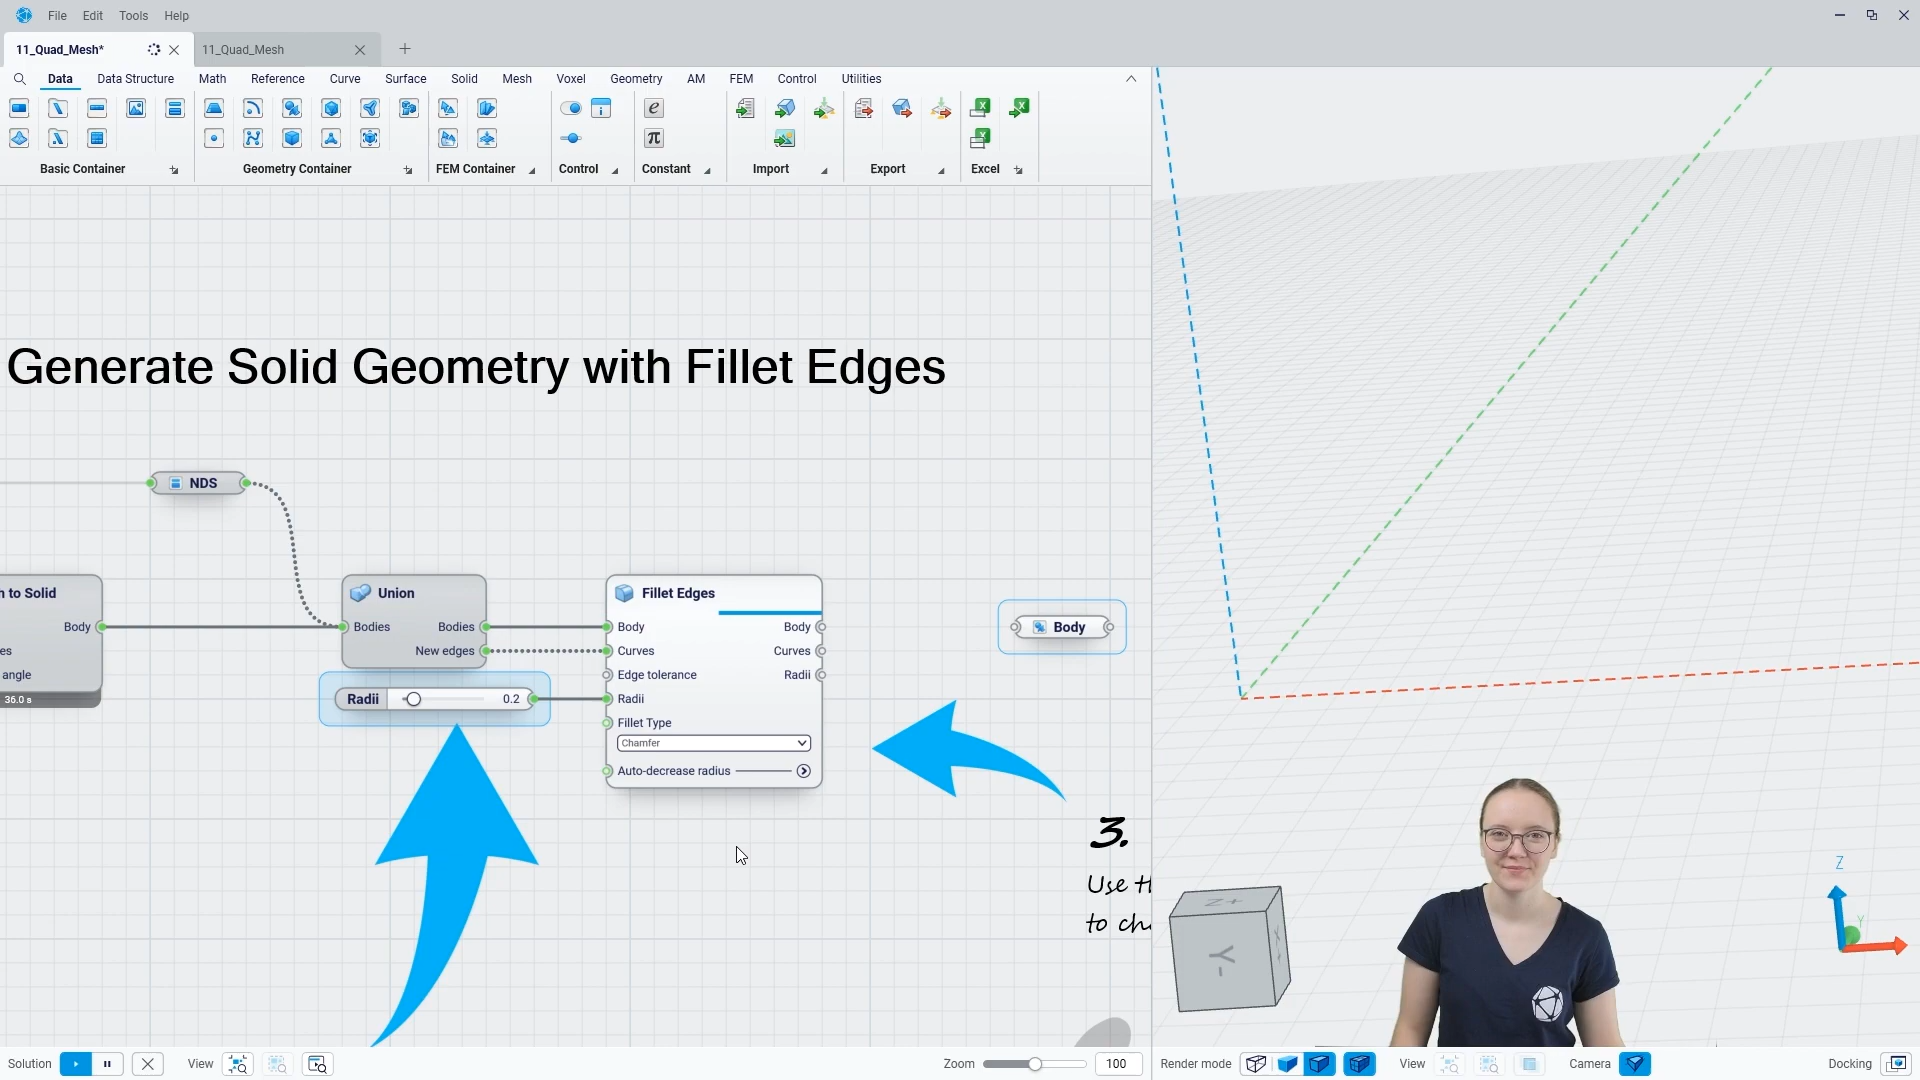 File Edit Tools Help
11_Quad_Mesh* 11_Quad_Mesh
Data Data Structure Math Reference Curve Surface Solid Mesh Voxel Geometry AM FEM Control Utilities
Basic Container Geometry Container FEM Container Control Constant Import Export Excel
Generate Solid Geometry with Fillet Edges
NDS
h to Solid
Body
es
angle
36.0 s
Union
Bodies Bodies
New edges
Radii 0.2
Fillet Edges
Body Body
Curves Curves
Edge tolerance Radii
Radii
Fillet Type
Chamfer
Auto-decrease radius
Body
3.
Use th
to ch
Z+
Y-
X+
Z
Y
Solution View Zoom 100 Render mode View Camera Docking